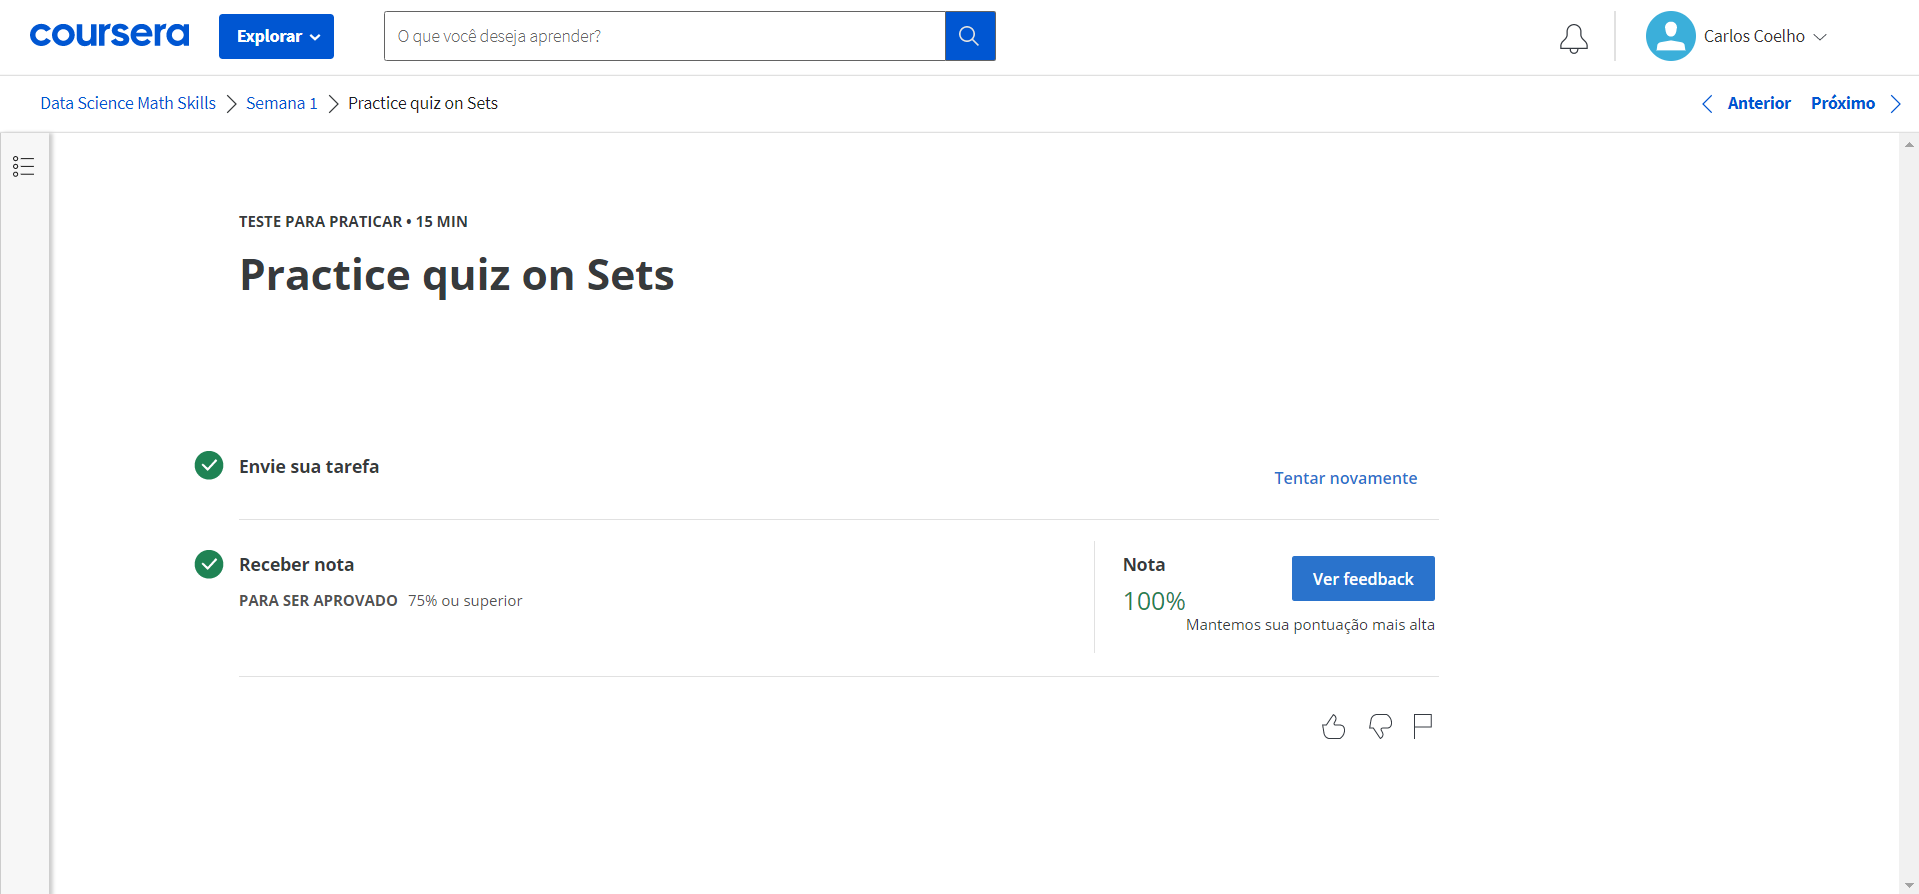 coursera
Explorar
O que você deseja aprender?
Carlos Coelho
Data Science Math Skills
Semana 1
Practice quiz on Sets
Anterior
Próximo
TESTE PARA PRATICAR • 15 MIN
Practice quiz on Sets
Envie sua tarefa
Tentar novamente
Receber nota
PARA SER APROVADO 75% ou superior
Nota
100%
Ver feedback
Mantemos sua pontuação mais alta